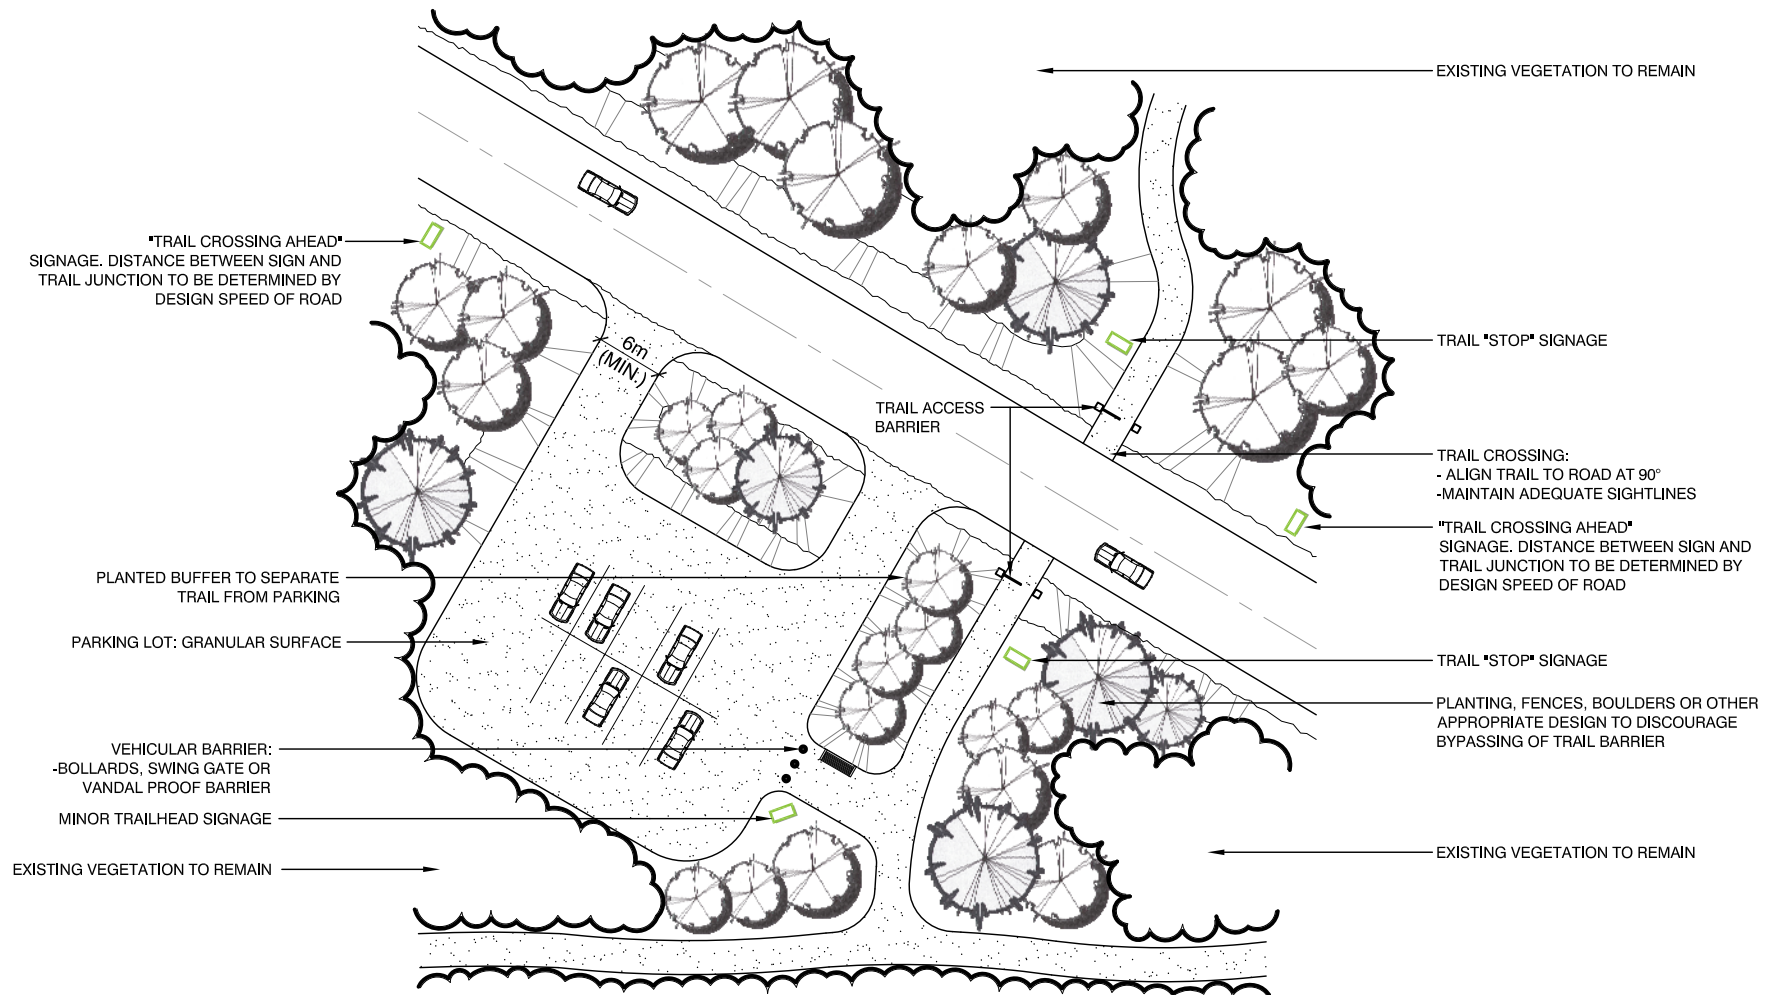 EXISTING VEGETATION TO REMAIN
"TRAIL CROSSING AHEAD"
SIGNAGE. DISTANCE BETWEEN SIGN AND
TRAIL JUNCTION TO BE DETERMINED BY
DESIGN SPEED OF ROAD
6m
(MIN.)
TRAIL "STOP" SIGNAGE
TRAIL ACCESS
BARRIER
TRAIL CROSSING:
- ALIGN TRAIL TO ROAD AT 90°
-MAINTAIN ADEQUATE SIGHTLINES
"TRAIL CROSSING AHEAD"
SIGNAGE. DISTANCE BETWEEN SIGN AND
TRAIL JUNCTION TO BE DETERMINED BY
DESIGN SPEED OF ROAD
PLANTED BUFFER TO SEPARATE
TRAIL FROM PARKING
PARKING LOT: GRANULAR SURFACE
TRAIL "STOP" SIGNAGE
PLANTING, FENCES, BOULDERS OR OTHER
APPROPRIATE DESIGN TO DISCOURAGE
BYPASSING OF TRAIL BARRIER
VEHICULAR BARRIER:
-BOLLARDS, SWING GATE OR
VANDAL PROOF BARRIER
MINOR TRAILHEAD SIGNAGE
EXISTING VEGETATION TO REMAIN
EXISTING VEGETATION TO REMAIN